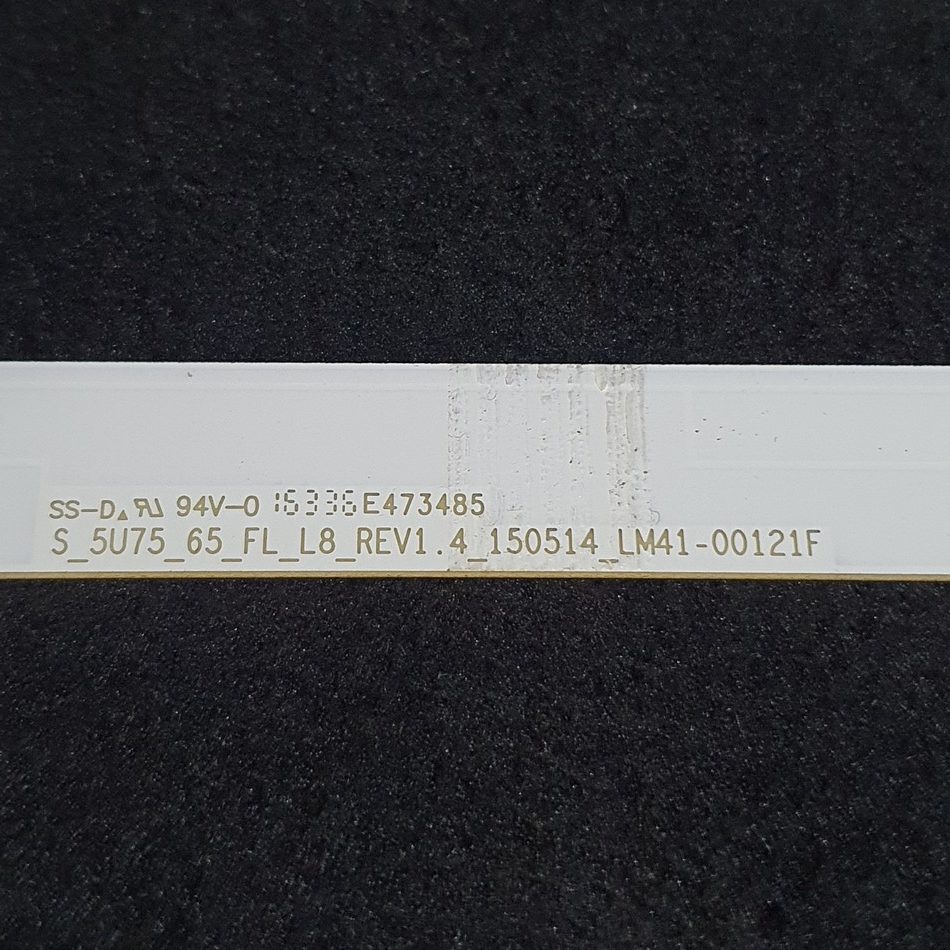 SS-D 94V-0 16336 E473485
S_5U75_65_FL_L8_REV1.4_150514_LM41-00121F